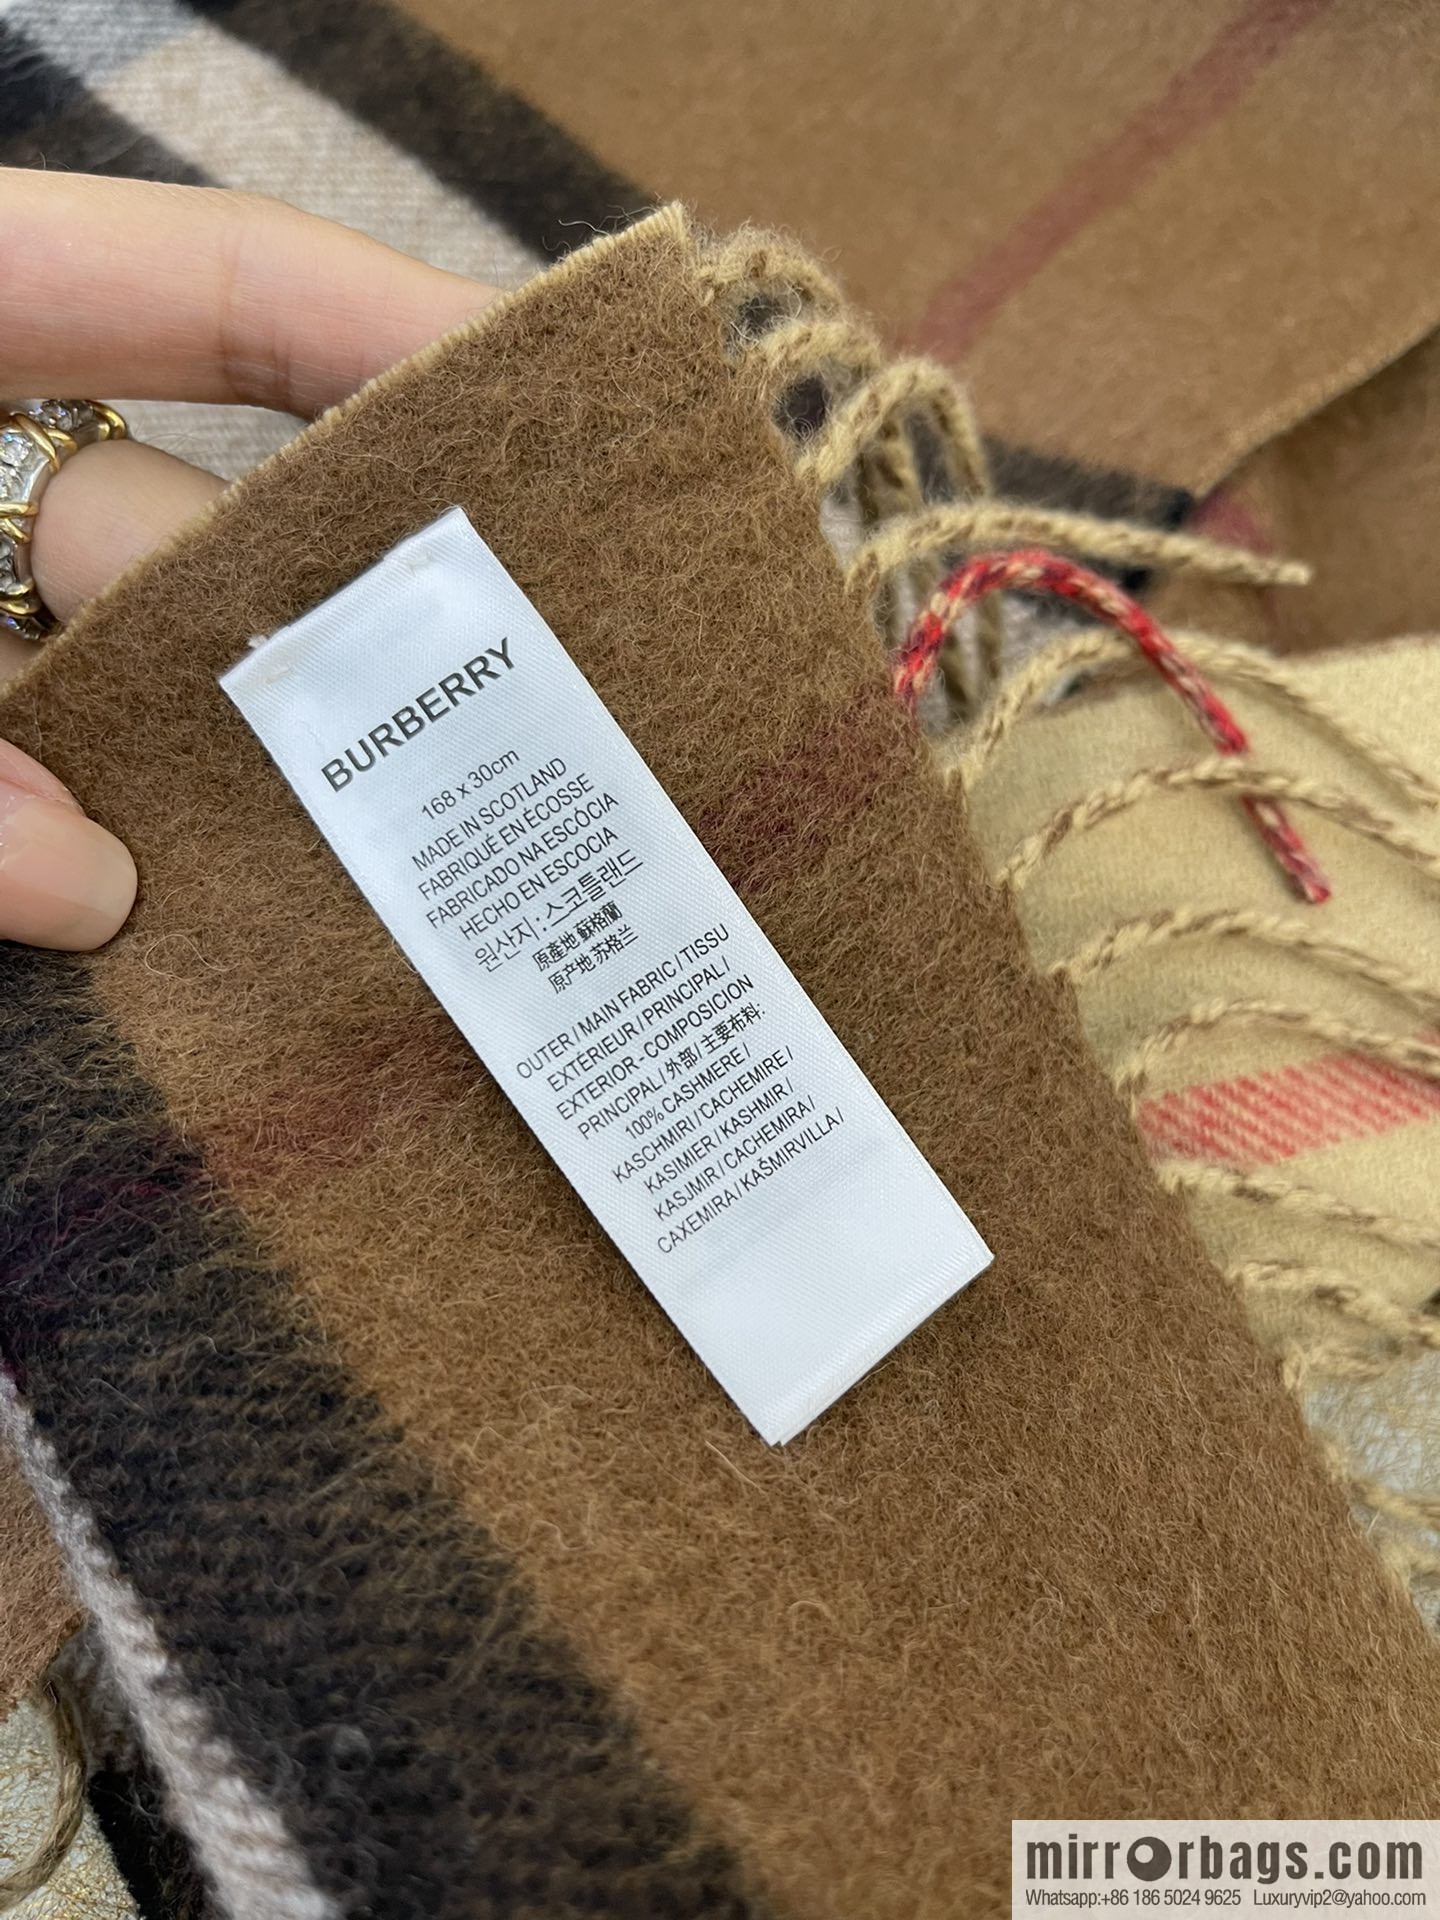 BURBERRY
168 x 30cm
MADE IN SCOTLAND
FABRIQUÉ EN ÉCOSSE
FABRICADO NA ESCÓCIA
HECHO EN ESCOCIA
원산지 : 스코틀랜드
原產地 蘇格蘭
原产地 苏格兰
OUTER / MAIN FABRIC / TISSU
EXTÉRIEUR / PRINCIPAL /
EXTERIOR - COMPOSICION
PRINCIPAL / 外部 / 主要布料:
100% CASHMERE /
KASCHMIRI / CACHEMIRE /
KASIMIER / KASHMIR /
KASJMIR / CACHEMIRA /
CAXEMIRA / KAŠMIRVILLA /
mirrorbags.com
Whatsapp:+86 186 5024 9625 Luxuryvip2@yahoo.com